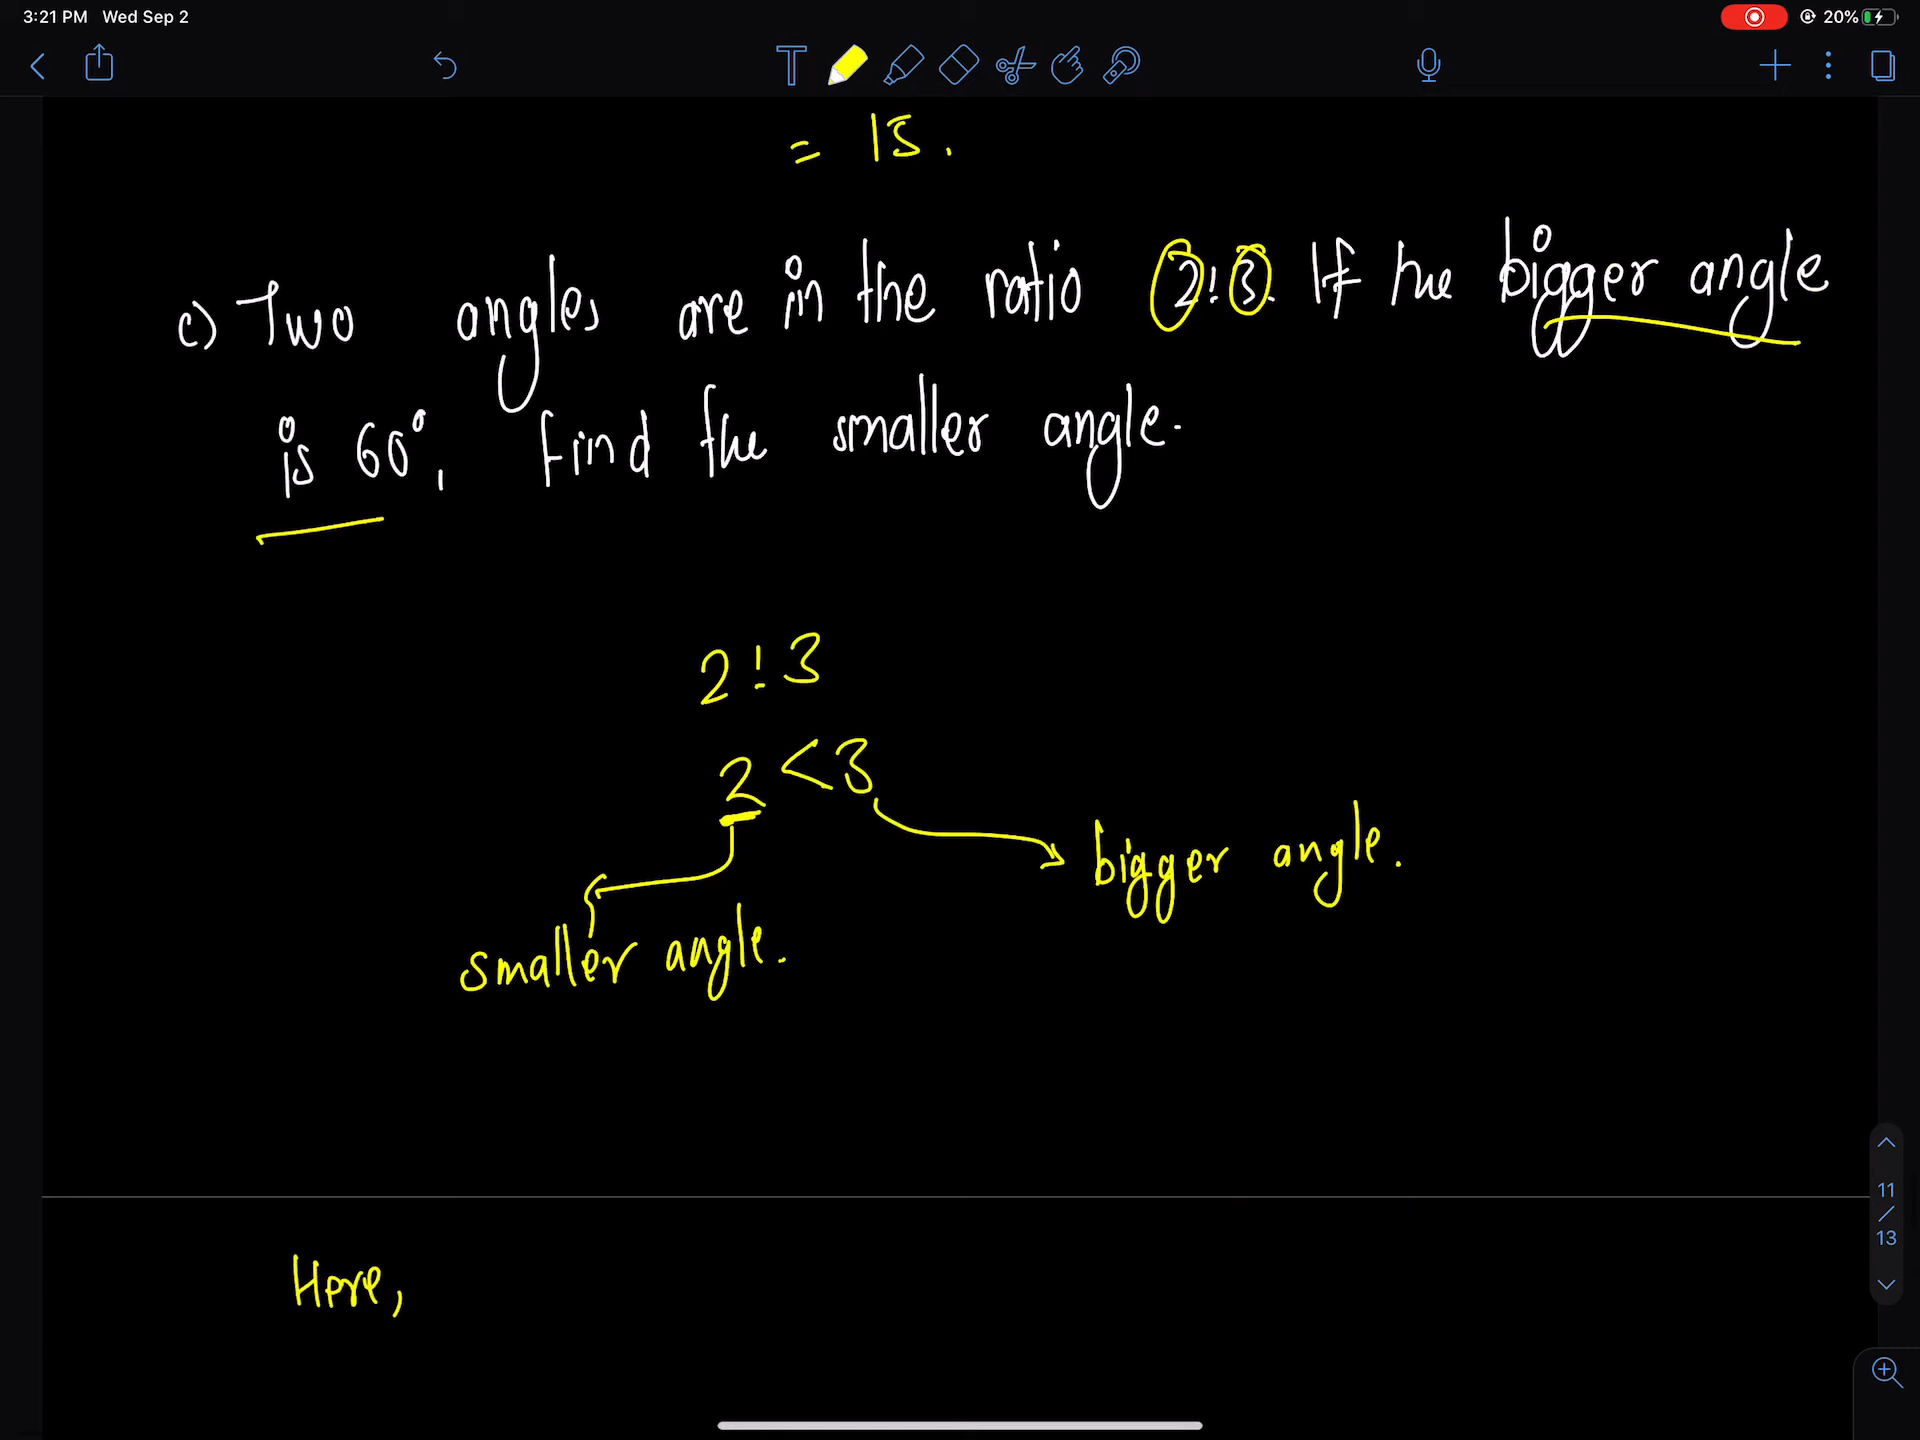 3:21 PM Wed Sep 2
20%
= 15.
c) Two angles are in the ratio 2:3. If the bigger angle
is 60°, find the smaller angle.
2:3
2 < 3
bigger angle.
smaller angle.
11
/
13
Here,